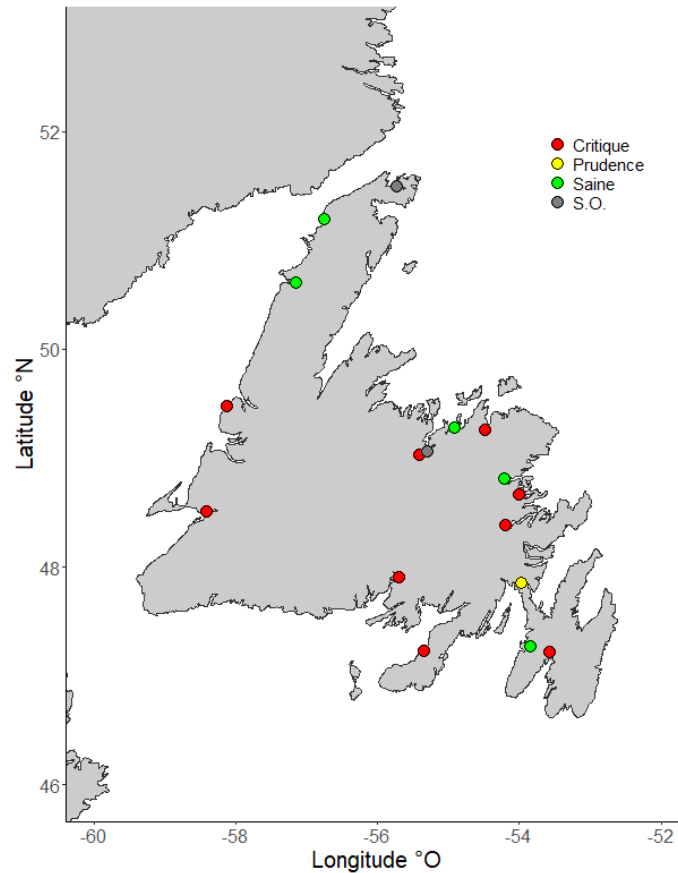 52
Critique
Prudence
Saine
S.O.
50
Latitude °N
48
46
-60 -58 -56 -54 -52
Longitude °O